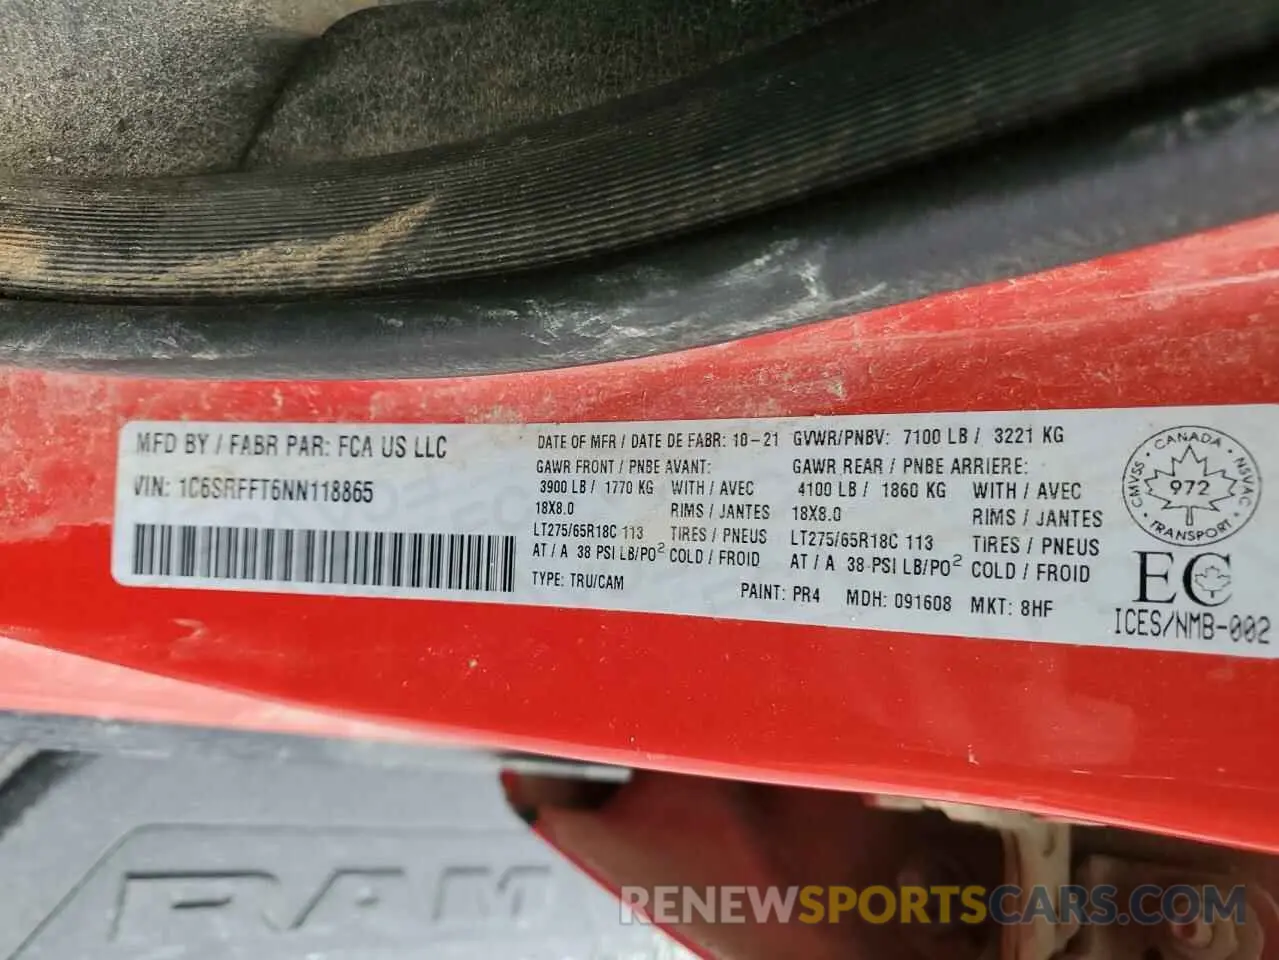 MFD BY / FABR PAR: FCA US LLC
VIN: 1C6SRFFT6NN118865
DATE OF MFR / DATE DE FABR: 10-21
GAWR FRONT / PNBE AVANT:
3900 LB / 1770 KG WITH / AVEC
18X8.0 RIMS / JANTES
LT275/65R18C 113 TIRES / PNEUS
AT / A 38 PSI LB/PO² COLD / FROID
TYPE: TRU/CAM
GVWR/PNBV: 7100 LB / 3221 KG
GAWR REAR / PNBE ARRIERE:
4100 LB / 1860 KG WITH / AVEC
18X8.0 RIMS / JANTES
LT275/65R18C 113 TIRES / PNEUS
AT / A 38 PSI LB/PO² COLD / FROID
PAINT: PR4 MDH: 091608 MKT: 8HF
CANADA
CMVSS 972 NSVAC
TRANSPORT
EC
ICES/NMB-002
RAM
RENEWSPORTSCARS.COM